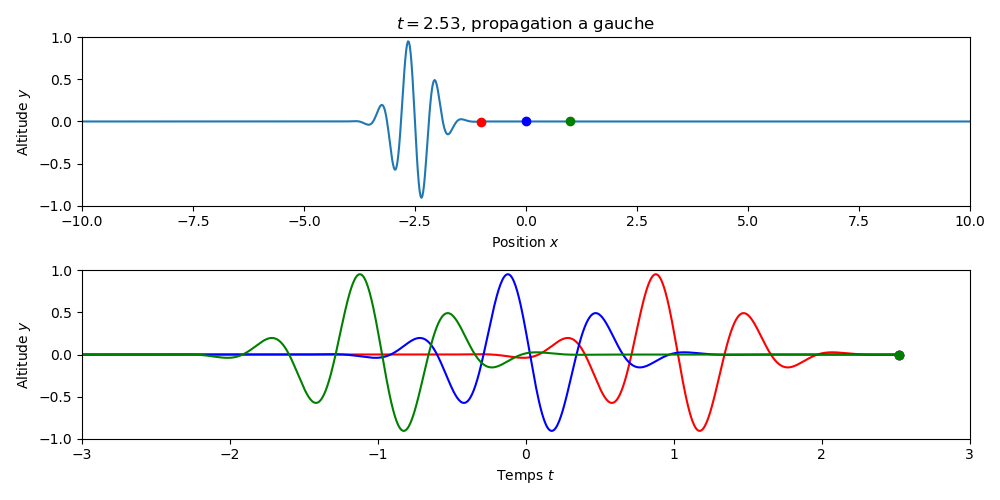 t = 2.53, propagation a gauche
1.0
0.5
0.0
−0.5
−1.0
Altitude y
−10.0 −7.5 −5.0 −2.5 0.0 2.5 5.0 7.5 10.0
Position x
1.0
0.5
0.0
−0.5
−1.0
Altitude y
−3 −2 −1 0 1 2 3
Temps t